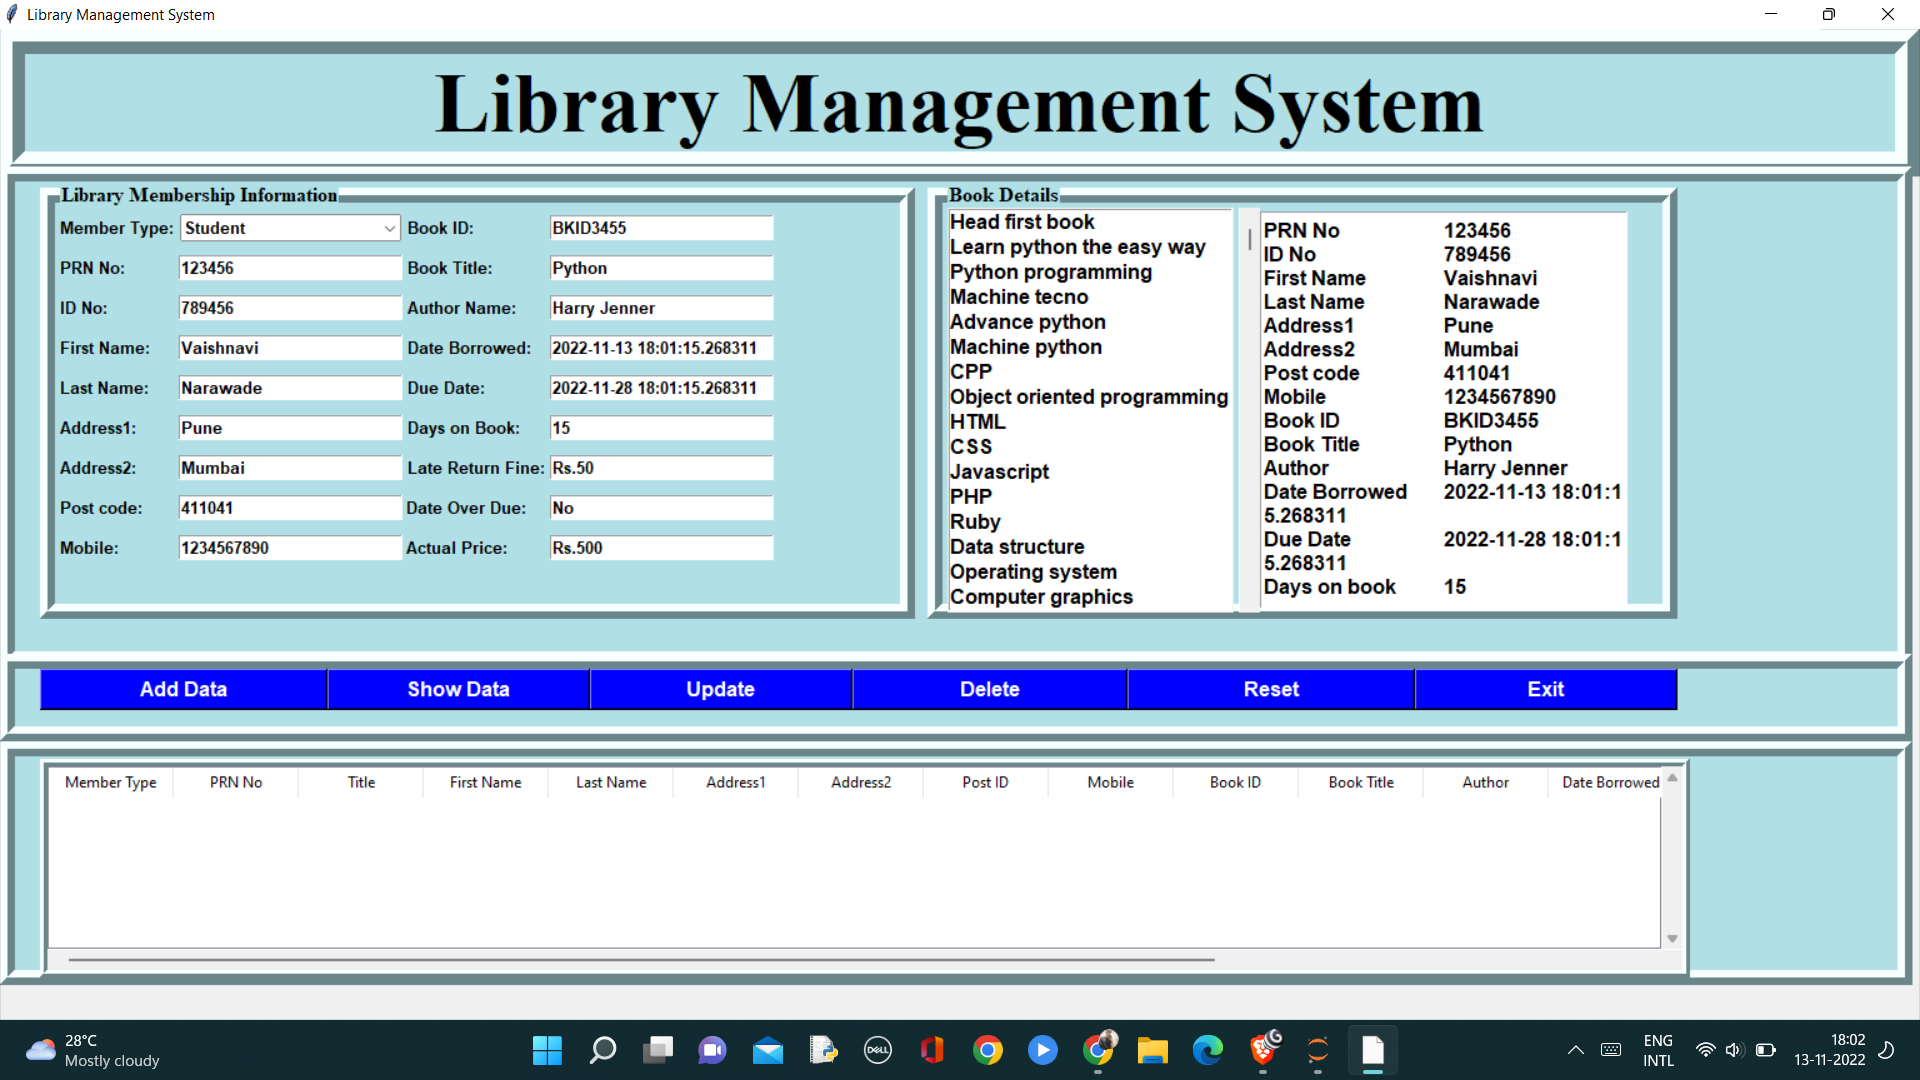 Library Management System
Library Management System
Library Membership Information
Member Type: Student Book ID: BKID3455
PRN No: 123456 Book Title: Python
ID No: 789456 Author Name: Harry Jenner
First Name: Vaishnavi Date Borrowed: 2022-11-13 18:01:15.268311
Last Name: Narawade Due Date: 2022-11-28 18:01:15.268311
Address1: Pune Days on Book: 15
Address2: Mumbai Late Return Fine: Rs.50
Post code: 411041 Date Over Due: No
Mobile: 1234567890 Actual Price: Rs.500
Book Details
Head first book
Learn python the easy way
Python programming
Machine tecno
Advance python
Machine python
CPP
Object oriented programming
HTML
CSS
Javascript
PHP
Ruby
Data structure
Operating system
Computer graphics
PRN No 123456
ID No 789456
First Name Vaishnavi
Last Name Narawade
Address1 Pune
Address2 Mumbai
Post code 411041
Mobile 1234567890
Book ID BKID3455
Book Title Python
Author Harry Jenner
Date Borrowed 2022-11-13 18:01:1
5.268311
Due Date 2022-11-28 18:01:1
5.268311
Days on book 15
Add Data Show Data Update Delete Reset Exit
Member Type PRN No Title First Name Last Name Address1 Address2 Post ID Mobile Book ID Book Title Author Date Borrowed
28°C
Mostly cloudy
DELL
ENG
INTL
18:02
13-11-2022